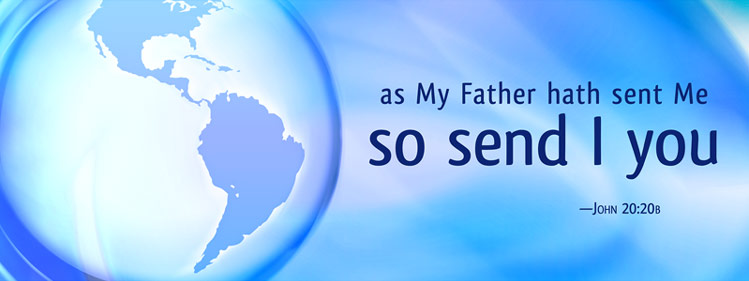 as My Father hath sent Me
so send I you
—John 20:20b